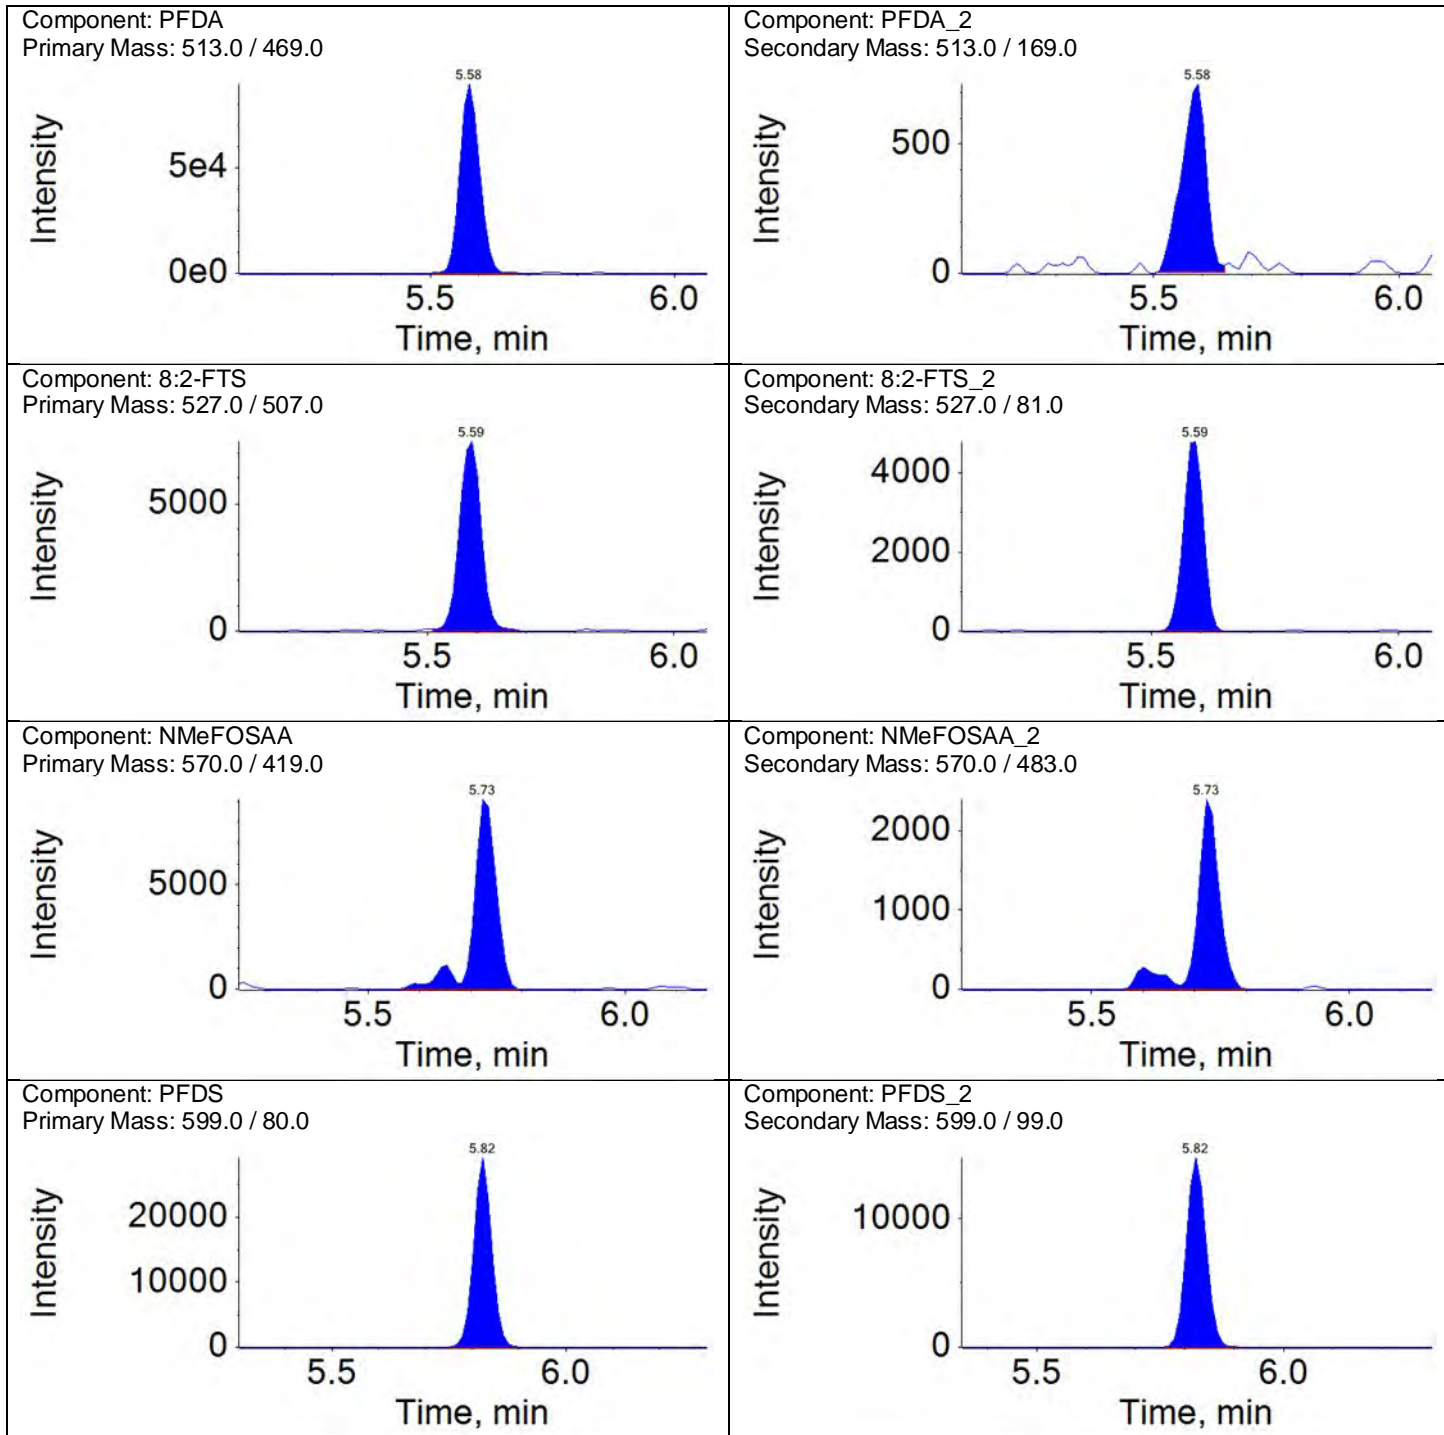 Component: PFDA
Primary Mass: 513.0 / 469.0
5.58
Intensity
5e4
0e0
5.5
6.0
Time, min
Component: PFDA_2
Secondary Mass: 513.0 / 169.0
5.58
Intensity
500
0
5.5
6.0
Time, min
Component: 8:2-FTS
Primary Mass: 527.0 / 507.0
5.59
Intensity
5000
0
5.5
6.0
Time, min
Component: 8:2-FTS_2
Secondary Mass: 527.0 / 81.0
5.59
Intensity
4000
2000
0
5.5
6.0
Time, min
Component: NMeFOSAA
Primary Mass: 570.0 / 419.0
5.73
Intensity
5000
0
5.5
6.0
Time, min
Component: NMeFOSAA_2
Secondary Mass: 570.0 / 483.0
5.73
Intensity
2000
1000
0
5.5
6.0
Time, min
Component: PFDS
Primary Mass: 599.0 / 80.0
5.82
Intensity
20000
10000
0
5.5
6.0
Time, min
Component: PFDS_2
Secondary Mass: 599.0 / 99.0
5.82
Intensity
10000
0
5.5
6.0
Time, min